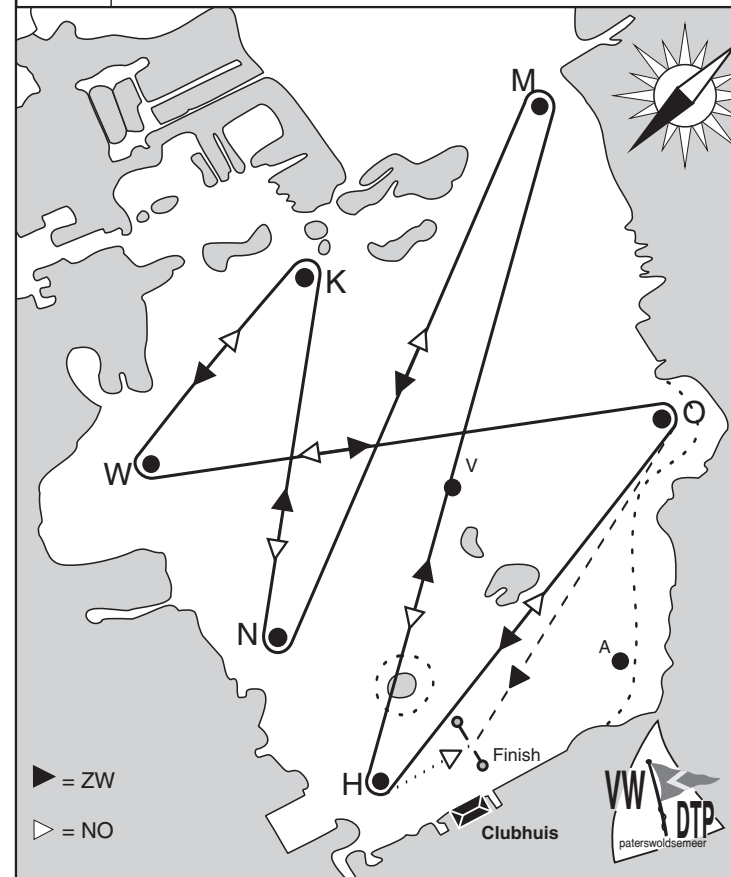 M
K
O
W
V
N
A
H
Finish
Clubhuis
= ZW
= NO
VW
DTP
paterswoldsemeer